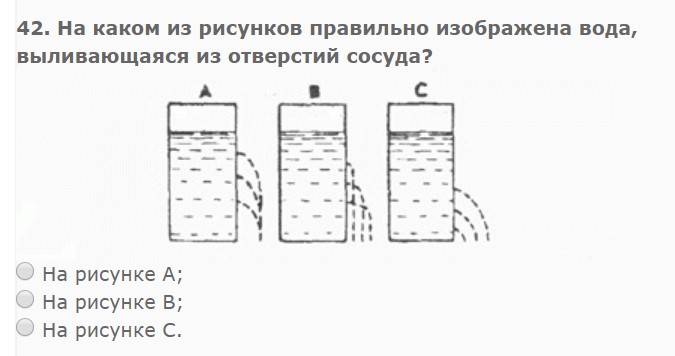 42. На каком из рисунков правильно изображена вода,
выливающаяся из отверстий сосуда?
A B C
На рисунке A;
На рисунке B;
На рисунке C.